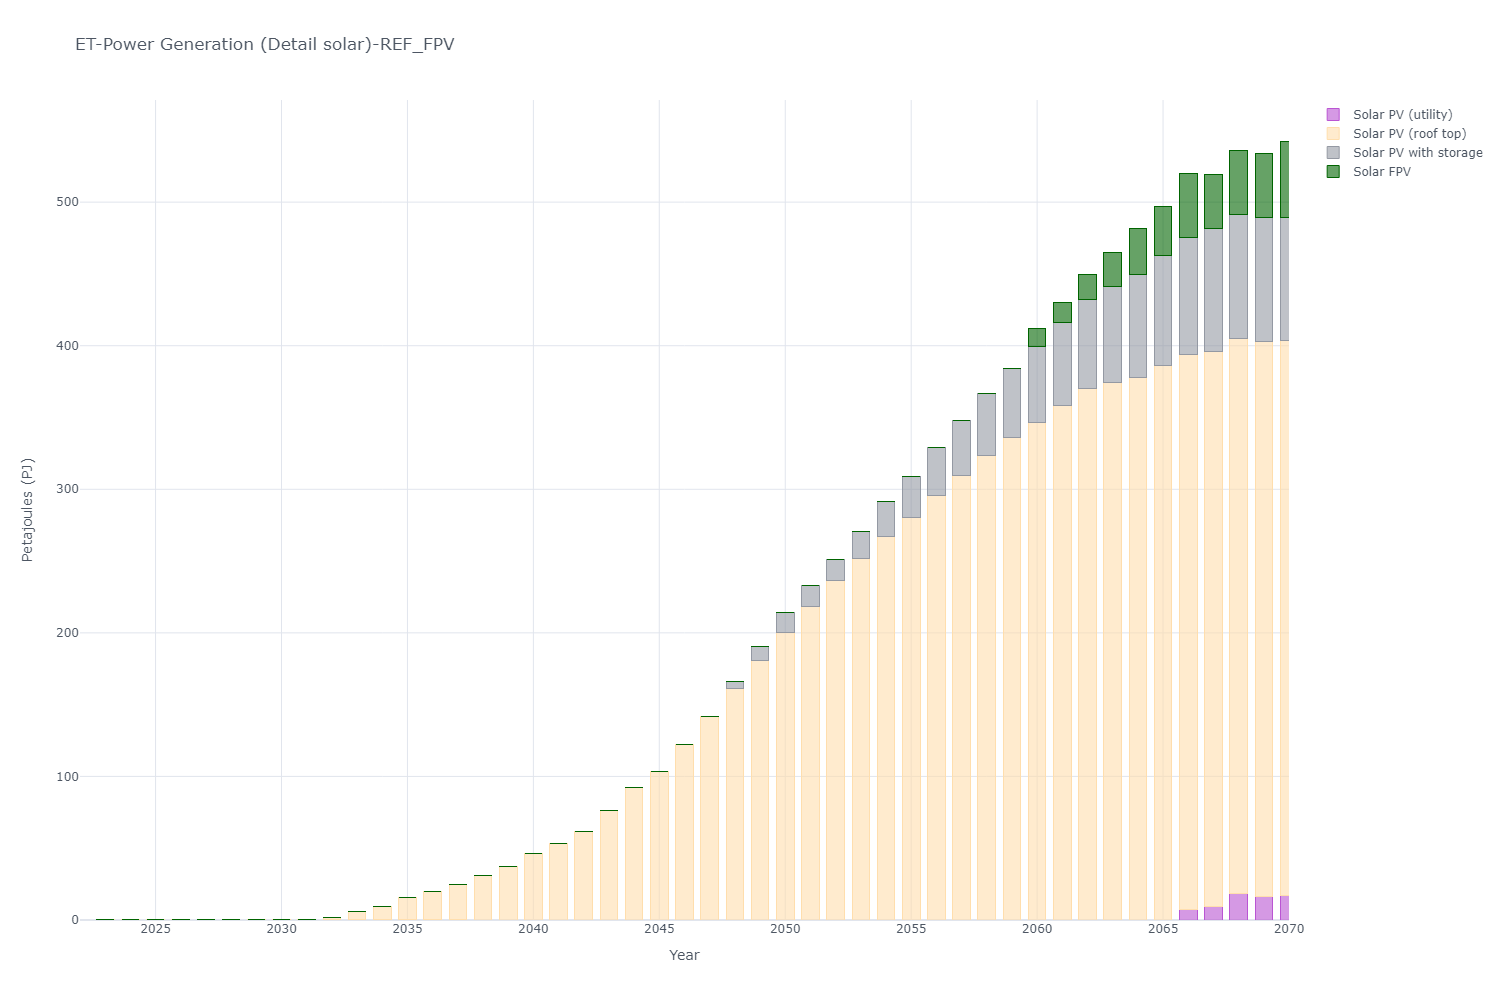 ET-Power Generation (Detail solar)-REF_FPV
Solar PV (utility)
Solar PV (roof top)
Solar PV with storage
Solar FPV
500
400
300
200
100
0
Petajoules (PJ)
2025 2030 2035 2040 2045 2050 2055 2060 2065 2070
Year